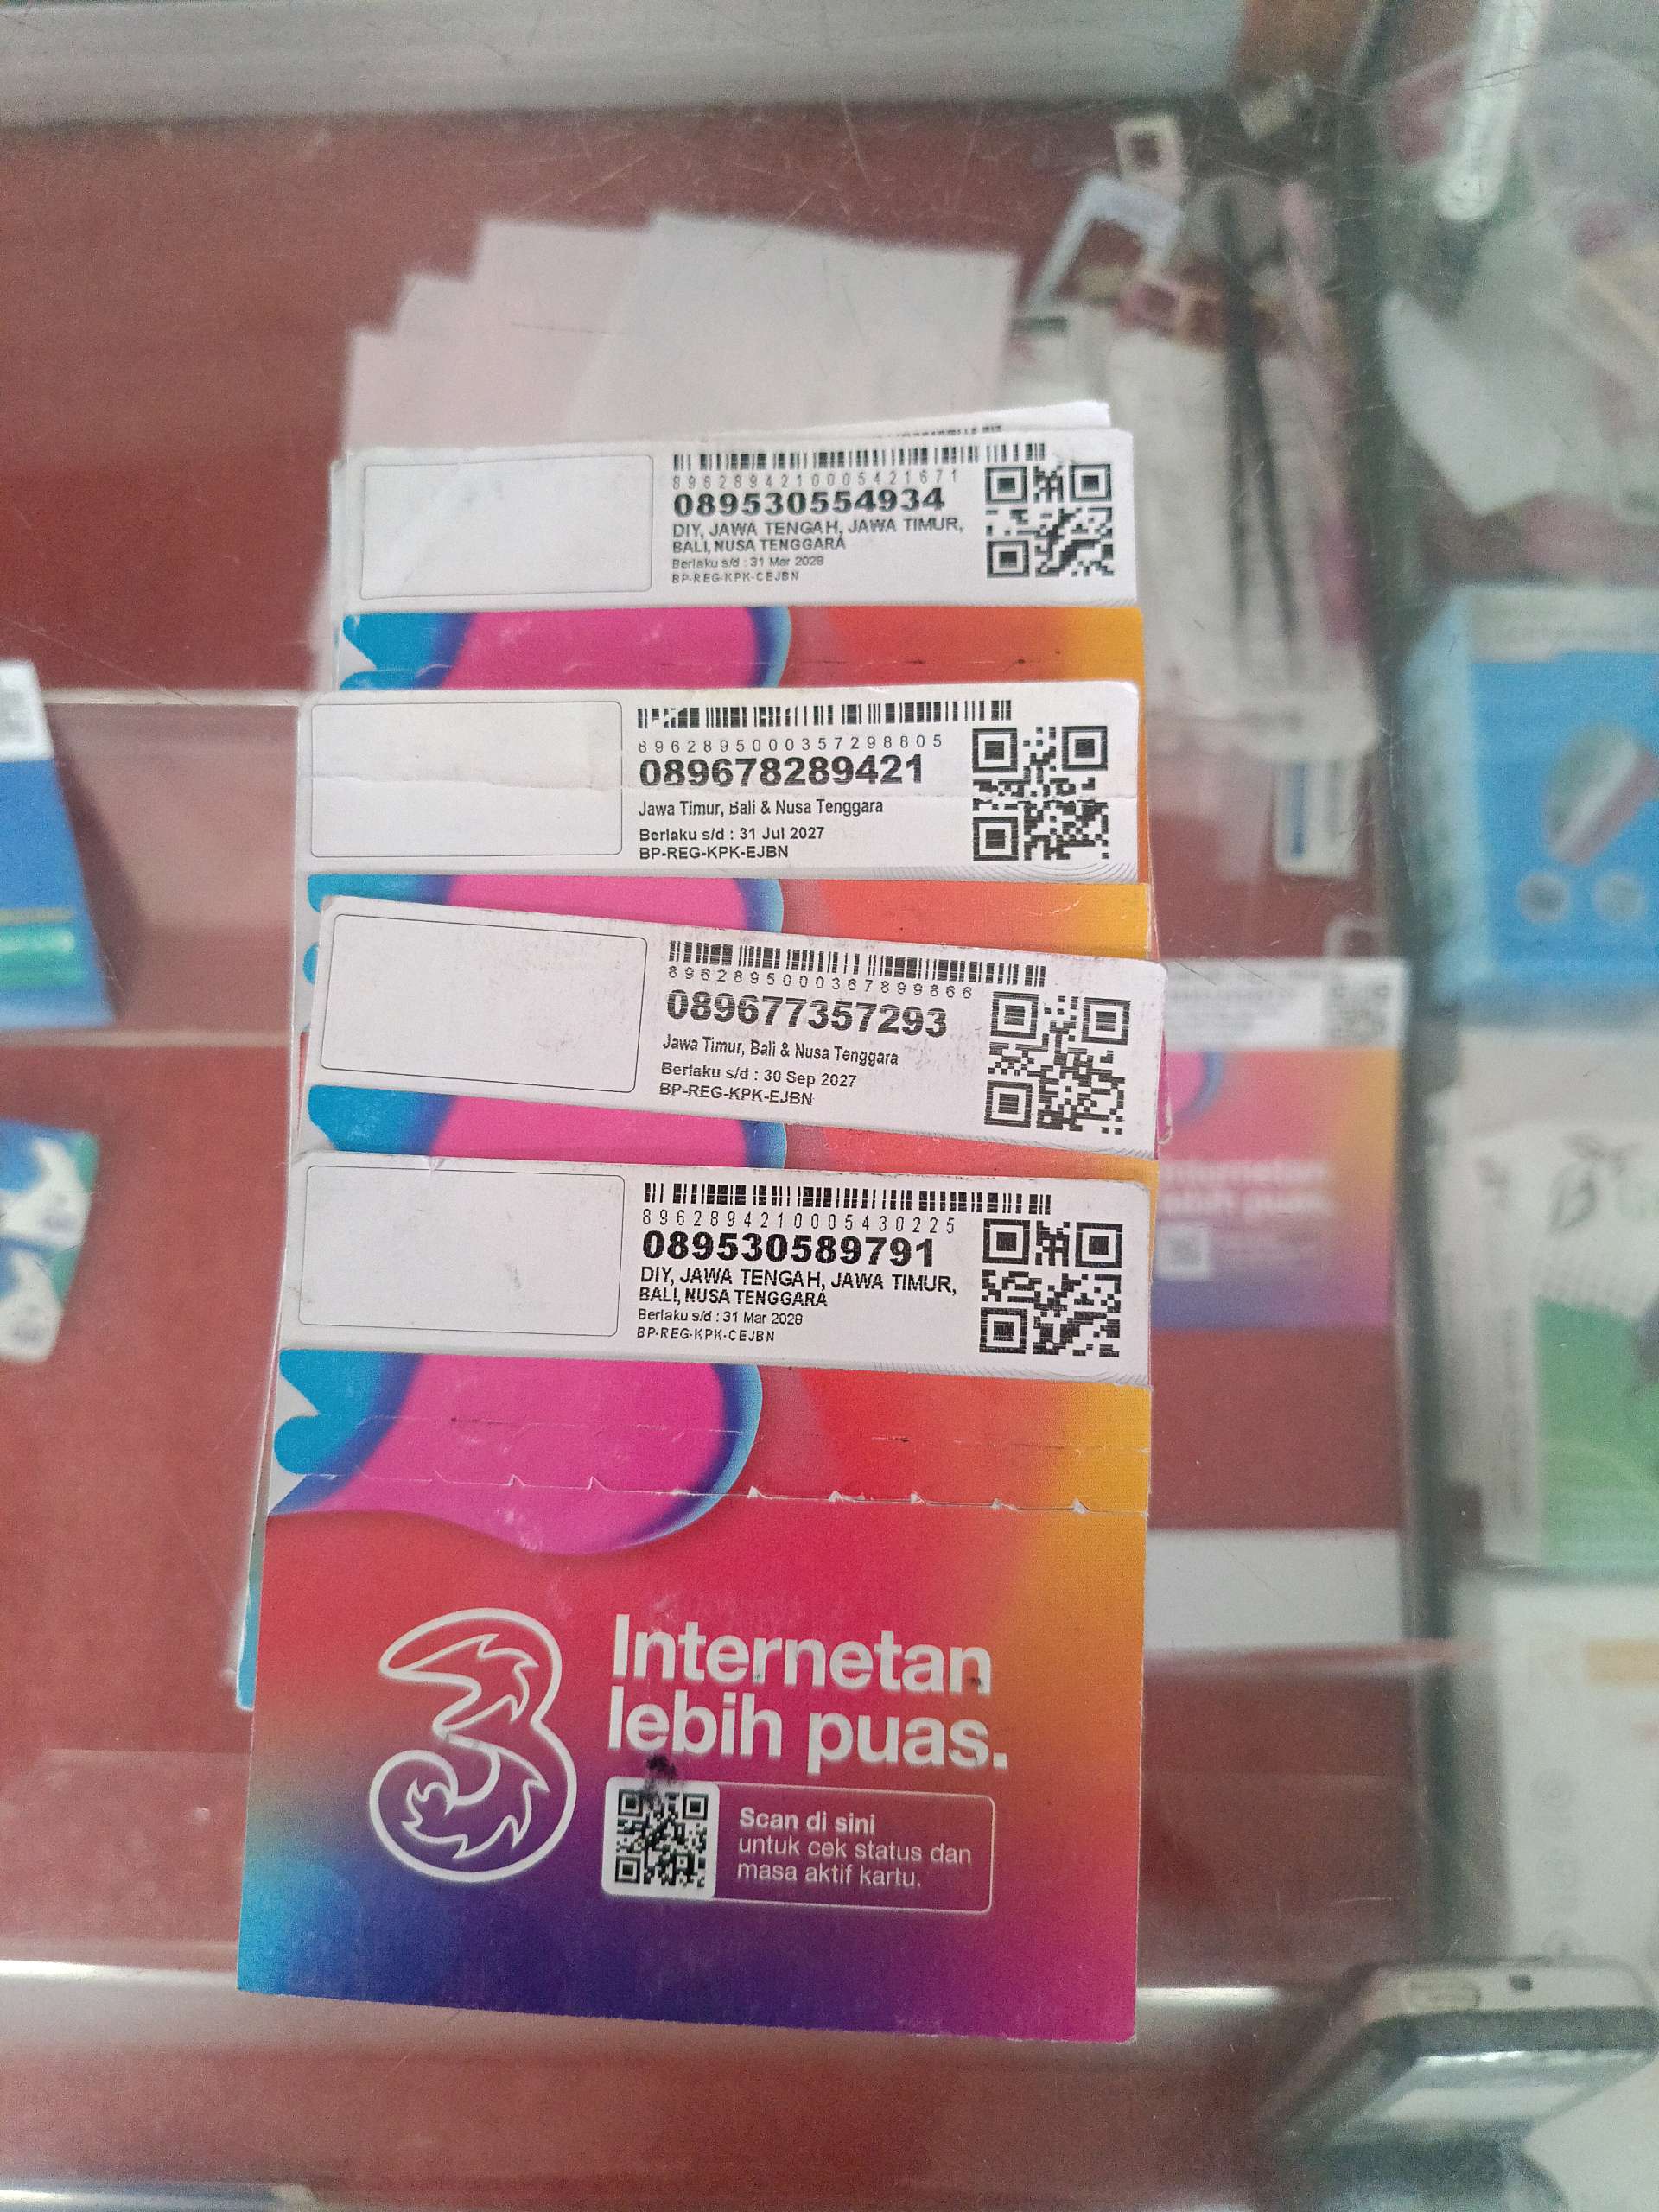 8962894210005421671
089530554934
DIY, JAWA TENGAH, JAWA TIMUR,
BALI, NUSA TENGGARA
Berlaku s/d : 31 Mar 2028
BP-REG-KPK-CEJBN
8962895000357298805
089678289421
Jawa Timur, Bali & Nusa Tenggara
Berlaku s/d : 31 Jul 2027
BP-REG-KPK-EJBN
8962895000367899866
089677357293
Jawa Timur, Bali & Nusa Tenggara
Berlaku s/d : 30 Sep 2027
BP-REG-KPK-EJBN
8962894210005430225
089530589791
DIY, JAWA TENGAH, JAWA TIMUR,
BALI, NUSA TENGGARA
Berlaku s/d : 31 Mar 2028
BP-REG-KPK-CEJBN
3
Internetan
lebih puas.
Scan di sini
untuk cek status dan
masa aktif kartu.
Internetan
lebih puas.